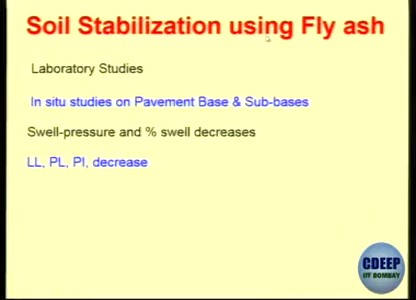 Soil Stabilization using Fly ash
Laboratory Studies
In situ studies on Pavement Base & Sub-bases
Swell-pressure and % swell decreases
LL, PL, PI, decrease
CDEEP
IIT BOMBAY